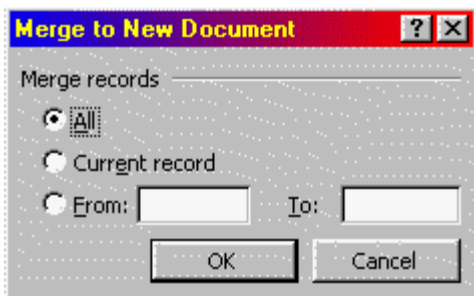 Merge to New Document ? ×
Merge records
All
Current record
From: To:
OK Cancel